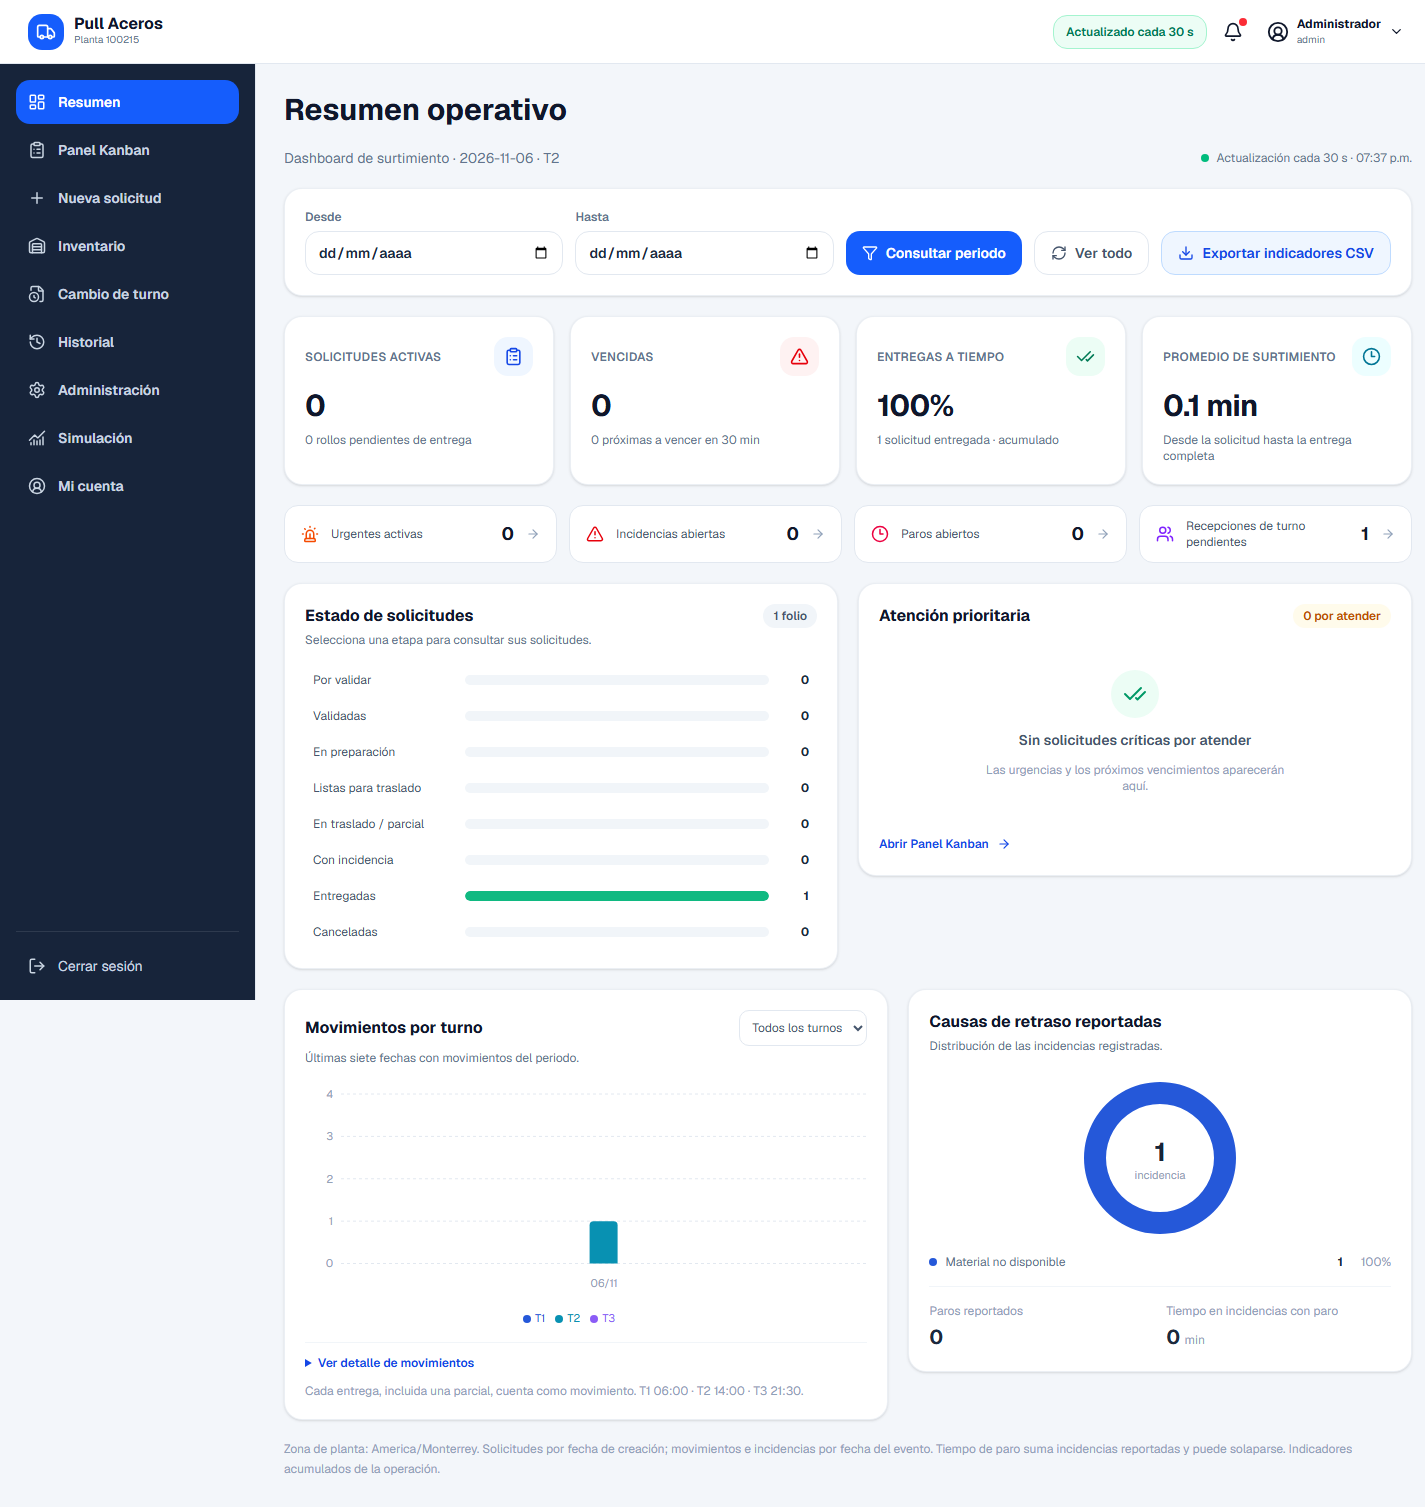 Pull Aceros
Planta 100215
Actualizado cada 30 s
Administrador
admin
Resumen
Panel Kanban
Nueva solicitud
Inventario
Cambio de turno
Historial
Administración
Simulación
Mi cuenta
Cerrar sesión
Resumen operativo
Dashboard de surtimiento · 2026-11-06 · T2
Actualización cada 30 s · 07:37 p.m.
Desde
dd/mm/aaaa
Hasta
dd/mm/aaaa
Consultar periodo
Ver todo
Exportar indicadores CSV
SOLICITUDES ACTIVAS
0
0 rollos pendientes de entrega
VENCIDAS
0
0 próximas a vencer en 30 min
ENTREGAS A TIEMPO
100%
1 solicitud entregada · acumulado
PROMEDIO DE SURTIMIENTO
0.1 min
Desde la solicitud hasta la entrega
completa
Urgentes activas 0
Incidencias abiertas 0
Paros abiertos 0
Recepciones de turno
pendientes
1
Estado de solicitudes
1 folio
Selecciona una etapa para consultar sus solicitudes.
Por validar 0
Validadas 0
En preparación 0
Listas para traslado 0
En traslado / parcial 0
Con incidencia 0
Entregadas 1
Canceladas 0
Atención prioritaria
0 por atender
Sin solicitudes críticas por atender
Las urgencias y los próximos vencimientos aparecerán
aquí.
Abrir Panel Kanban
Movimientos por turno
Todos los turnos
Últimas siete fechas con movimientos del periodo.
4
3
2
1
0
06/11
T1 T2 T3
Ver detalle de movimientos
Cada entrega, incluida una parcial, cuenta como movimiento. T1 06:00 · T2 14:00 · T3 21:30.
Causas de retraso reportadas
Distribución de las incidencias registradas.
1
incidencia
Material no disponible 1 100%
Paros reportados
0
Tiempo en incidencias con paro
0 min
Zona de planta: America/Monterrey. Solicitudes por fecha de creación; movimientos e incidencias por fecha del evento. Tiempo de paro suma incidencias reportadas y puede solaparse. Indicadores
acumulados de la operación.